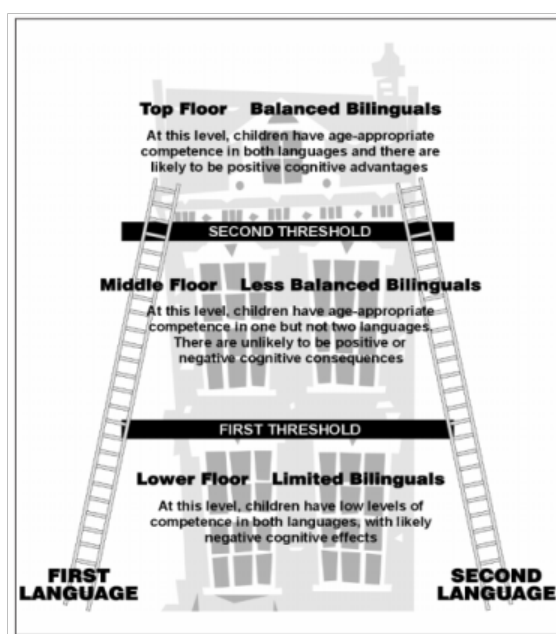 Top Floor Balanced Bilinguals
At this level, children have age-appropriate
competence in both languages and there are
likely to be positive cognitive advantages
SECOND THRESHOLD
Middle Floor Less Balanced Bilinguals
At this level, children have age-appropriate
competence in one but not two languages.
There are unlikely to be positive or
negative cognitive consequences
FIRST THRESHOLD
Lower Floor Limited Bilinguals
At this level, children have low levels of
competence in both languages, with likely
negative cognitive effects
FIRST
LANGUAGE
SECOND
LANGUAGE